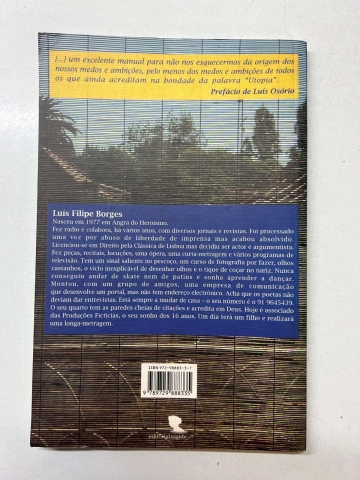 [...] um excelente manual para não nos esquecermos da origem dos
nossos medos e ambições, pelo menos dos medos e ambições de todos
os que ainda acreditam na bondade da palavra "Utopia".
Prefácio de Luís Osório
Luís Filipe Borges
Nasceu em 1977 em Angra do Heroísmo.
Fez rádio e colabora, há vários anos, com diversos jornais e revistas. Foi processado
uma vez por abuso de liberdade de imprensa mas acabou absolvido.
Licenciou-se em Direito pela Clássica de Lisboa mas decidiu ser actor e argumentista.
Fez peças, recitais, locuções, uma ópera, uma curta-metragem e vários programas de
televisão. Tem um sinal saliente no pescoço, um curso de fotografia por fazer, olhos
castanhos, o vício inexplicável de desenhar olhos e o tique de coçar no nariz. Nunca
conseguiu andar de skate nem de patins e sonha aprender a dançar.
Montou, com um grupo de amigos, uma empresa de comunicação
que desenvolve um portal, mas não tem endereço electrónico. Acha que os poetas não
deviam dar entrevistas. Está sempre a mudar de casa - o seu número é o 91 9645439.
O seu quarto tem as paredes cheias de citações e acredita em Deus. Hoje é associado
das Produções Fictícias, o seu sonho dos 16 anos. Um dia terá um filho e realizará
uma longa-metragem.
ISBN 972-98883-3-7
9789729888335